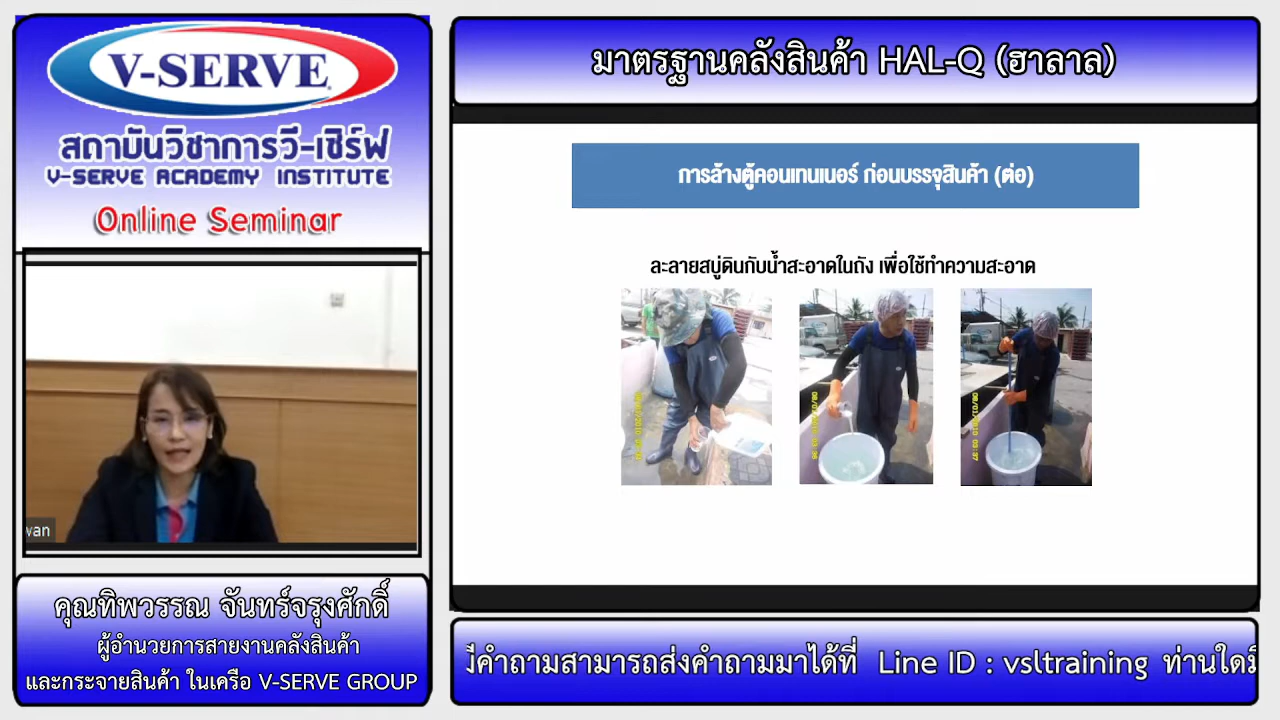 V-SERVE
สถาบันวิชาการวี-เซิร์ฟ
V-SERVE ACADEMY INSTITUTE
Online Seminar
wan
คุณทิพวรรณ จันทร์จรุงศักดิ์
ผู้อำนวยการสายงานคลังสินค้า
และกระจายสินค้า ในเครือ V-SERVE GROUP
มาตรฐานคลังสินค้า HAL-Q (ฮาลาล)
การล้างตู้คอนเทนเนอร์ ก่อนบรรจุสินค้า (ต่อ)
ละลายสบู่ดินกับน้ำสะอาดในถัง เพื่อใช้ทำความสะอาด
08/01/2010 03:37
มีคำถามสามารถส่งคำถามมาได้ที่ Line ID : vsltraining ท่านใดมี